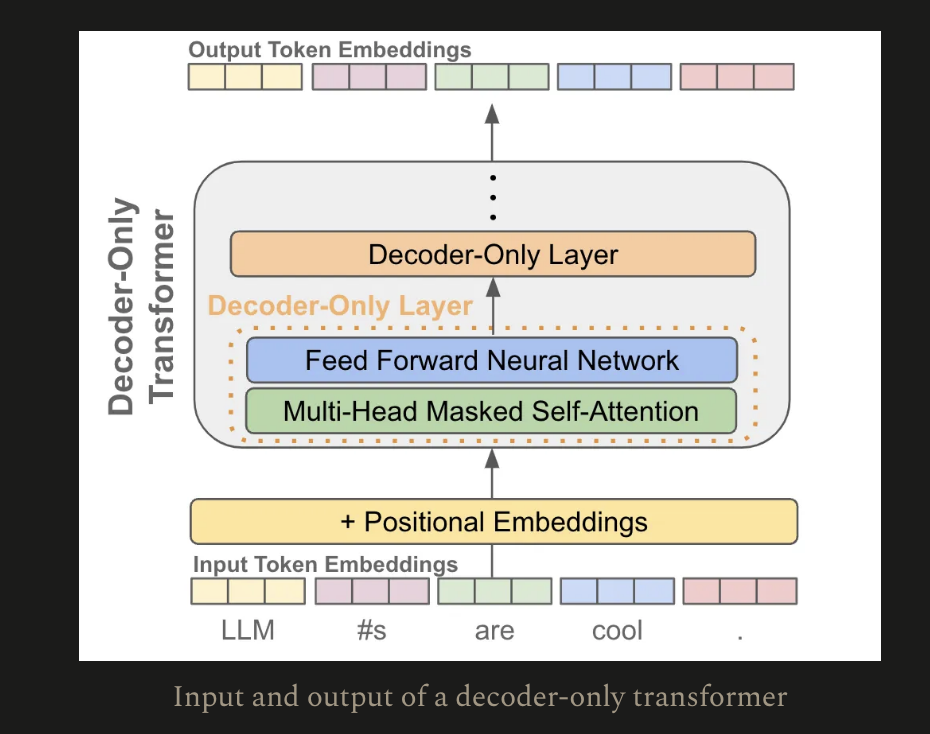 Output Token Embeddings
Decoder-Only
Transformer
Decoder-Only Layer
Decoder-Only Layer
Feed Forward Neural Network
Multi-Head Masked Self-Attention
+ Positional Embeddings
Input Token Embeddings
LLM #s are cool .
Input and output of a decoder-only transformer